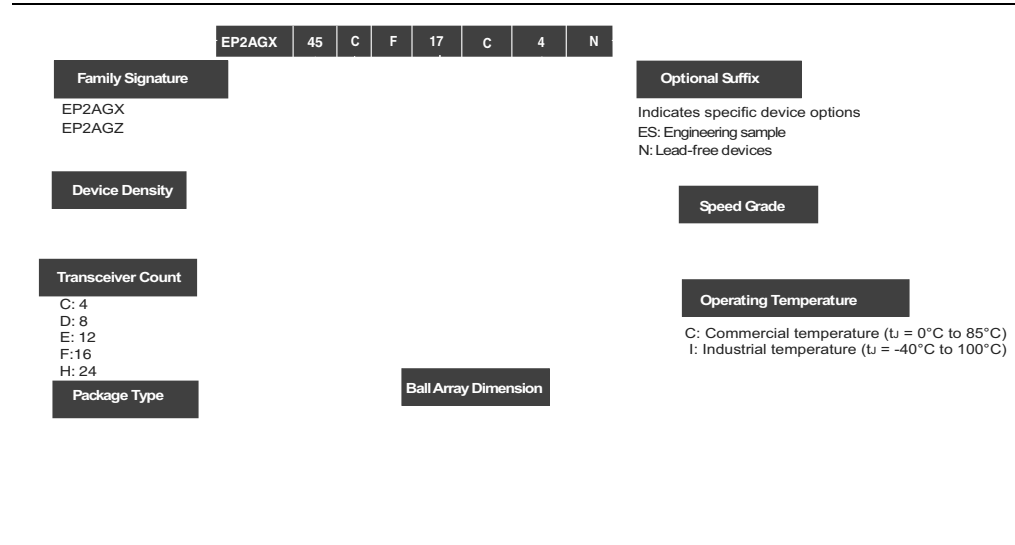 EP2AGX 45 C F 17 C 4 N
Family Signature
EP2AGX
EP2AGZ
Device Density
Transceiver Count
C: 4
D: 8
E: 12
F:16
H: 24
Package Type
Ball Array Dimension
Optional Suffix
Indicates specific device options
ES: Engineering sample
N: Lead-free devices
Speed Grade
Operating Temperature
C: Commercial temperature (tJ = 0°C to 85°C)
I: Industrial temperature (tJ = -40°C to 100°C)